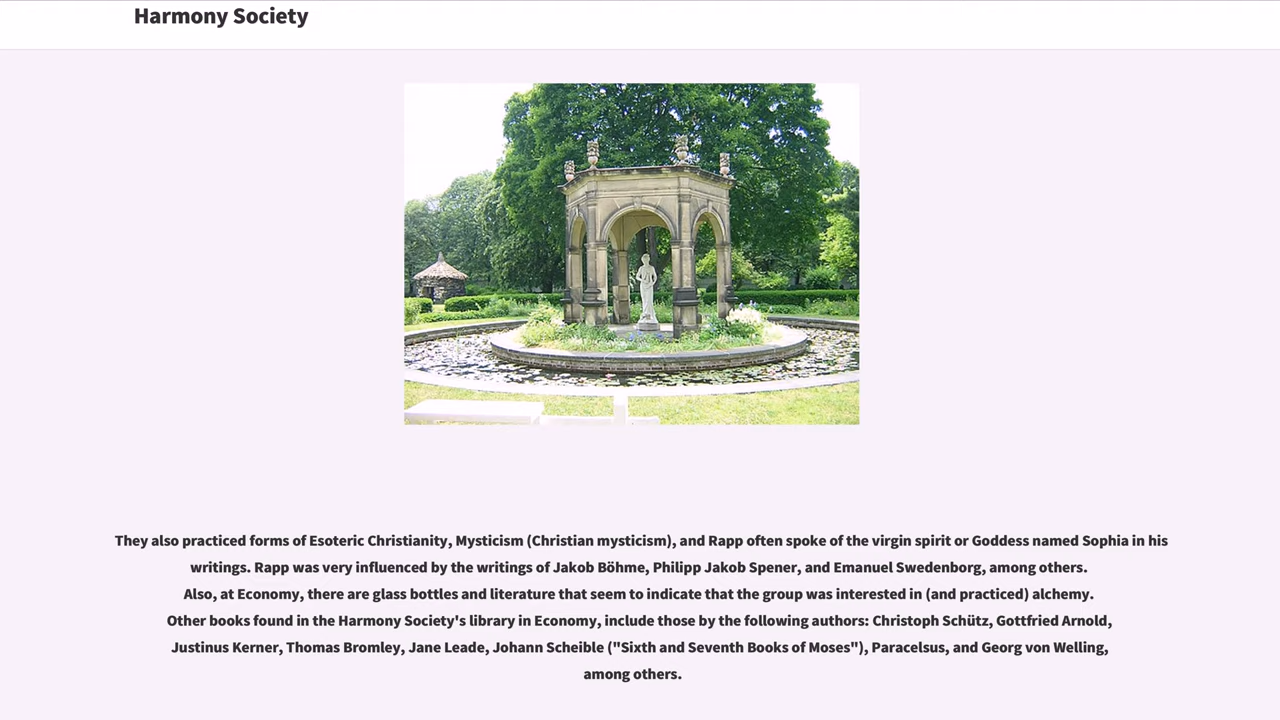 Harmony Society
They also practiced forms of Esoteric Christianity, Mysticism (Christian mysticism), and Rapp often spoke of the virgin spirit or Goddess named Sophia in his
writings. Rapp was very influenced by the writings of Jakob Böhme, Philipp Jakob Spener, and Emanuel Swedenborg, among others.
Also, at Economy, there are glass bottles and literature that seem to indicate that the group was interested in (and practiced) alchemy.
Other books found in the Harmony Society's library in Economy, include those by the following authors: Christoph Schütz, Gottfried Arnold,
Justinus Kerner, Thomas Bromley, Jane Leade, Johann Scheible ("Sixth and Seventh Books of Moses"), Paracelsus, and Georg von Welling,
among others.